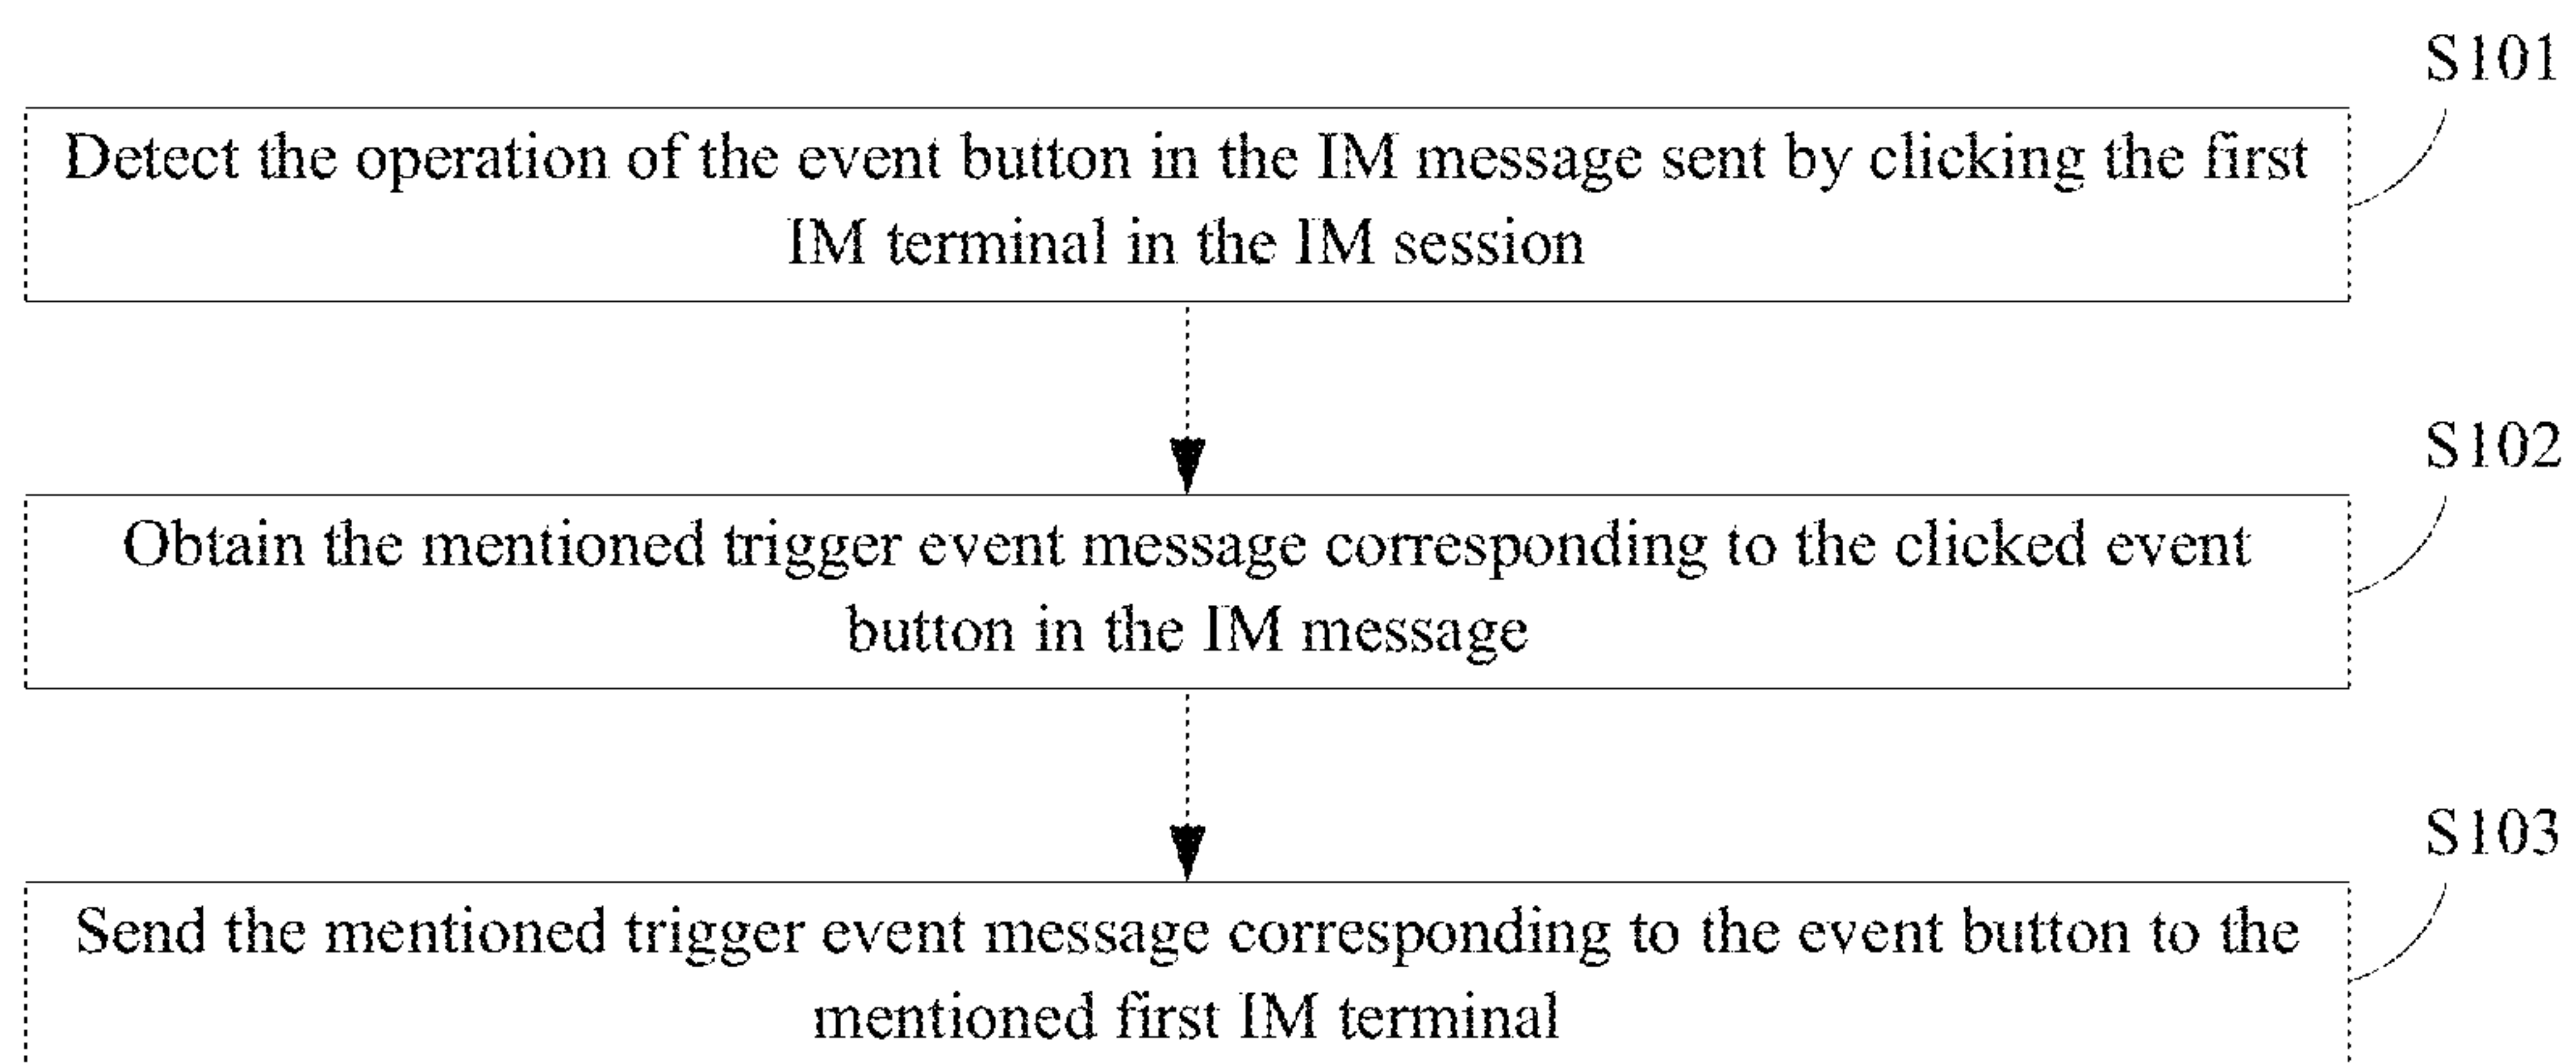 S101
Detect the operation of the event button in the IM message sent by clicking the first
IM terminal in the IM session
S102
Obtain the mentioned trigger event message corresponding to the clicked event
button in the IM message
S103
Send the mentioned trigger event message corresponding to the event button to the
mentioned first IM terminal